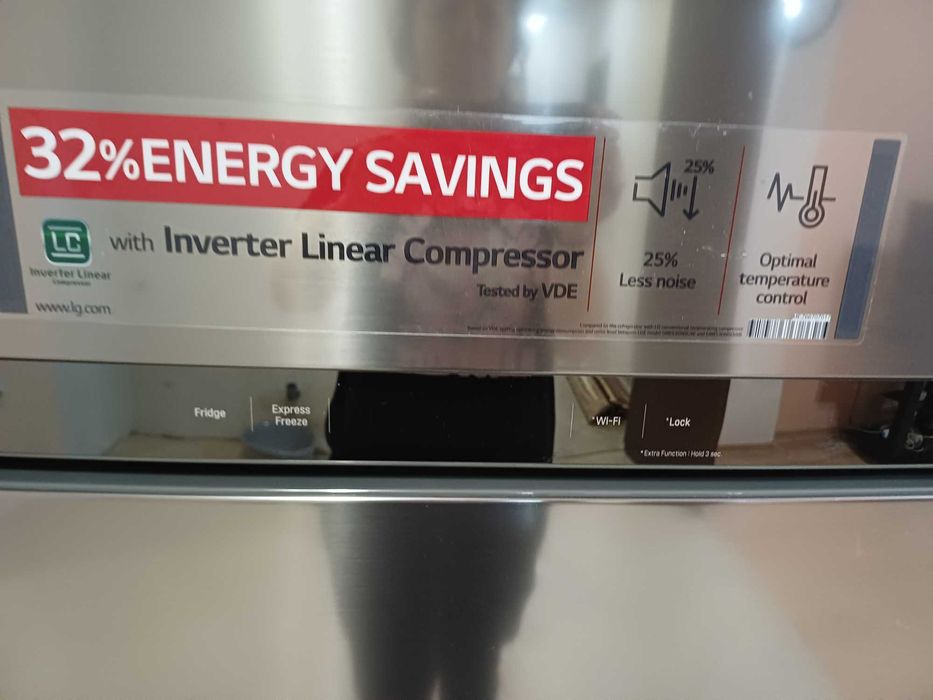 32%ENERGY SAVINGS
LC
Inverter Linear
Compressor
with Inverter Linear Compressor
Tested by VDE
www.lg.com
25%
25%
Less noise
Optimal
temperature
control
Fridge
Express
Freeze
*Wi-Fi
*Lock
*Extra Function : Hold 3 sec.